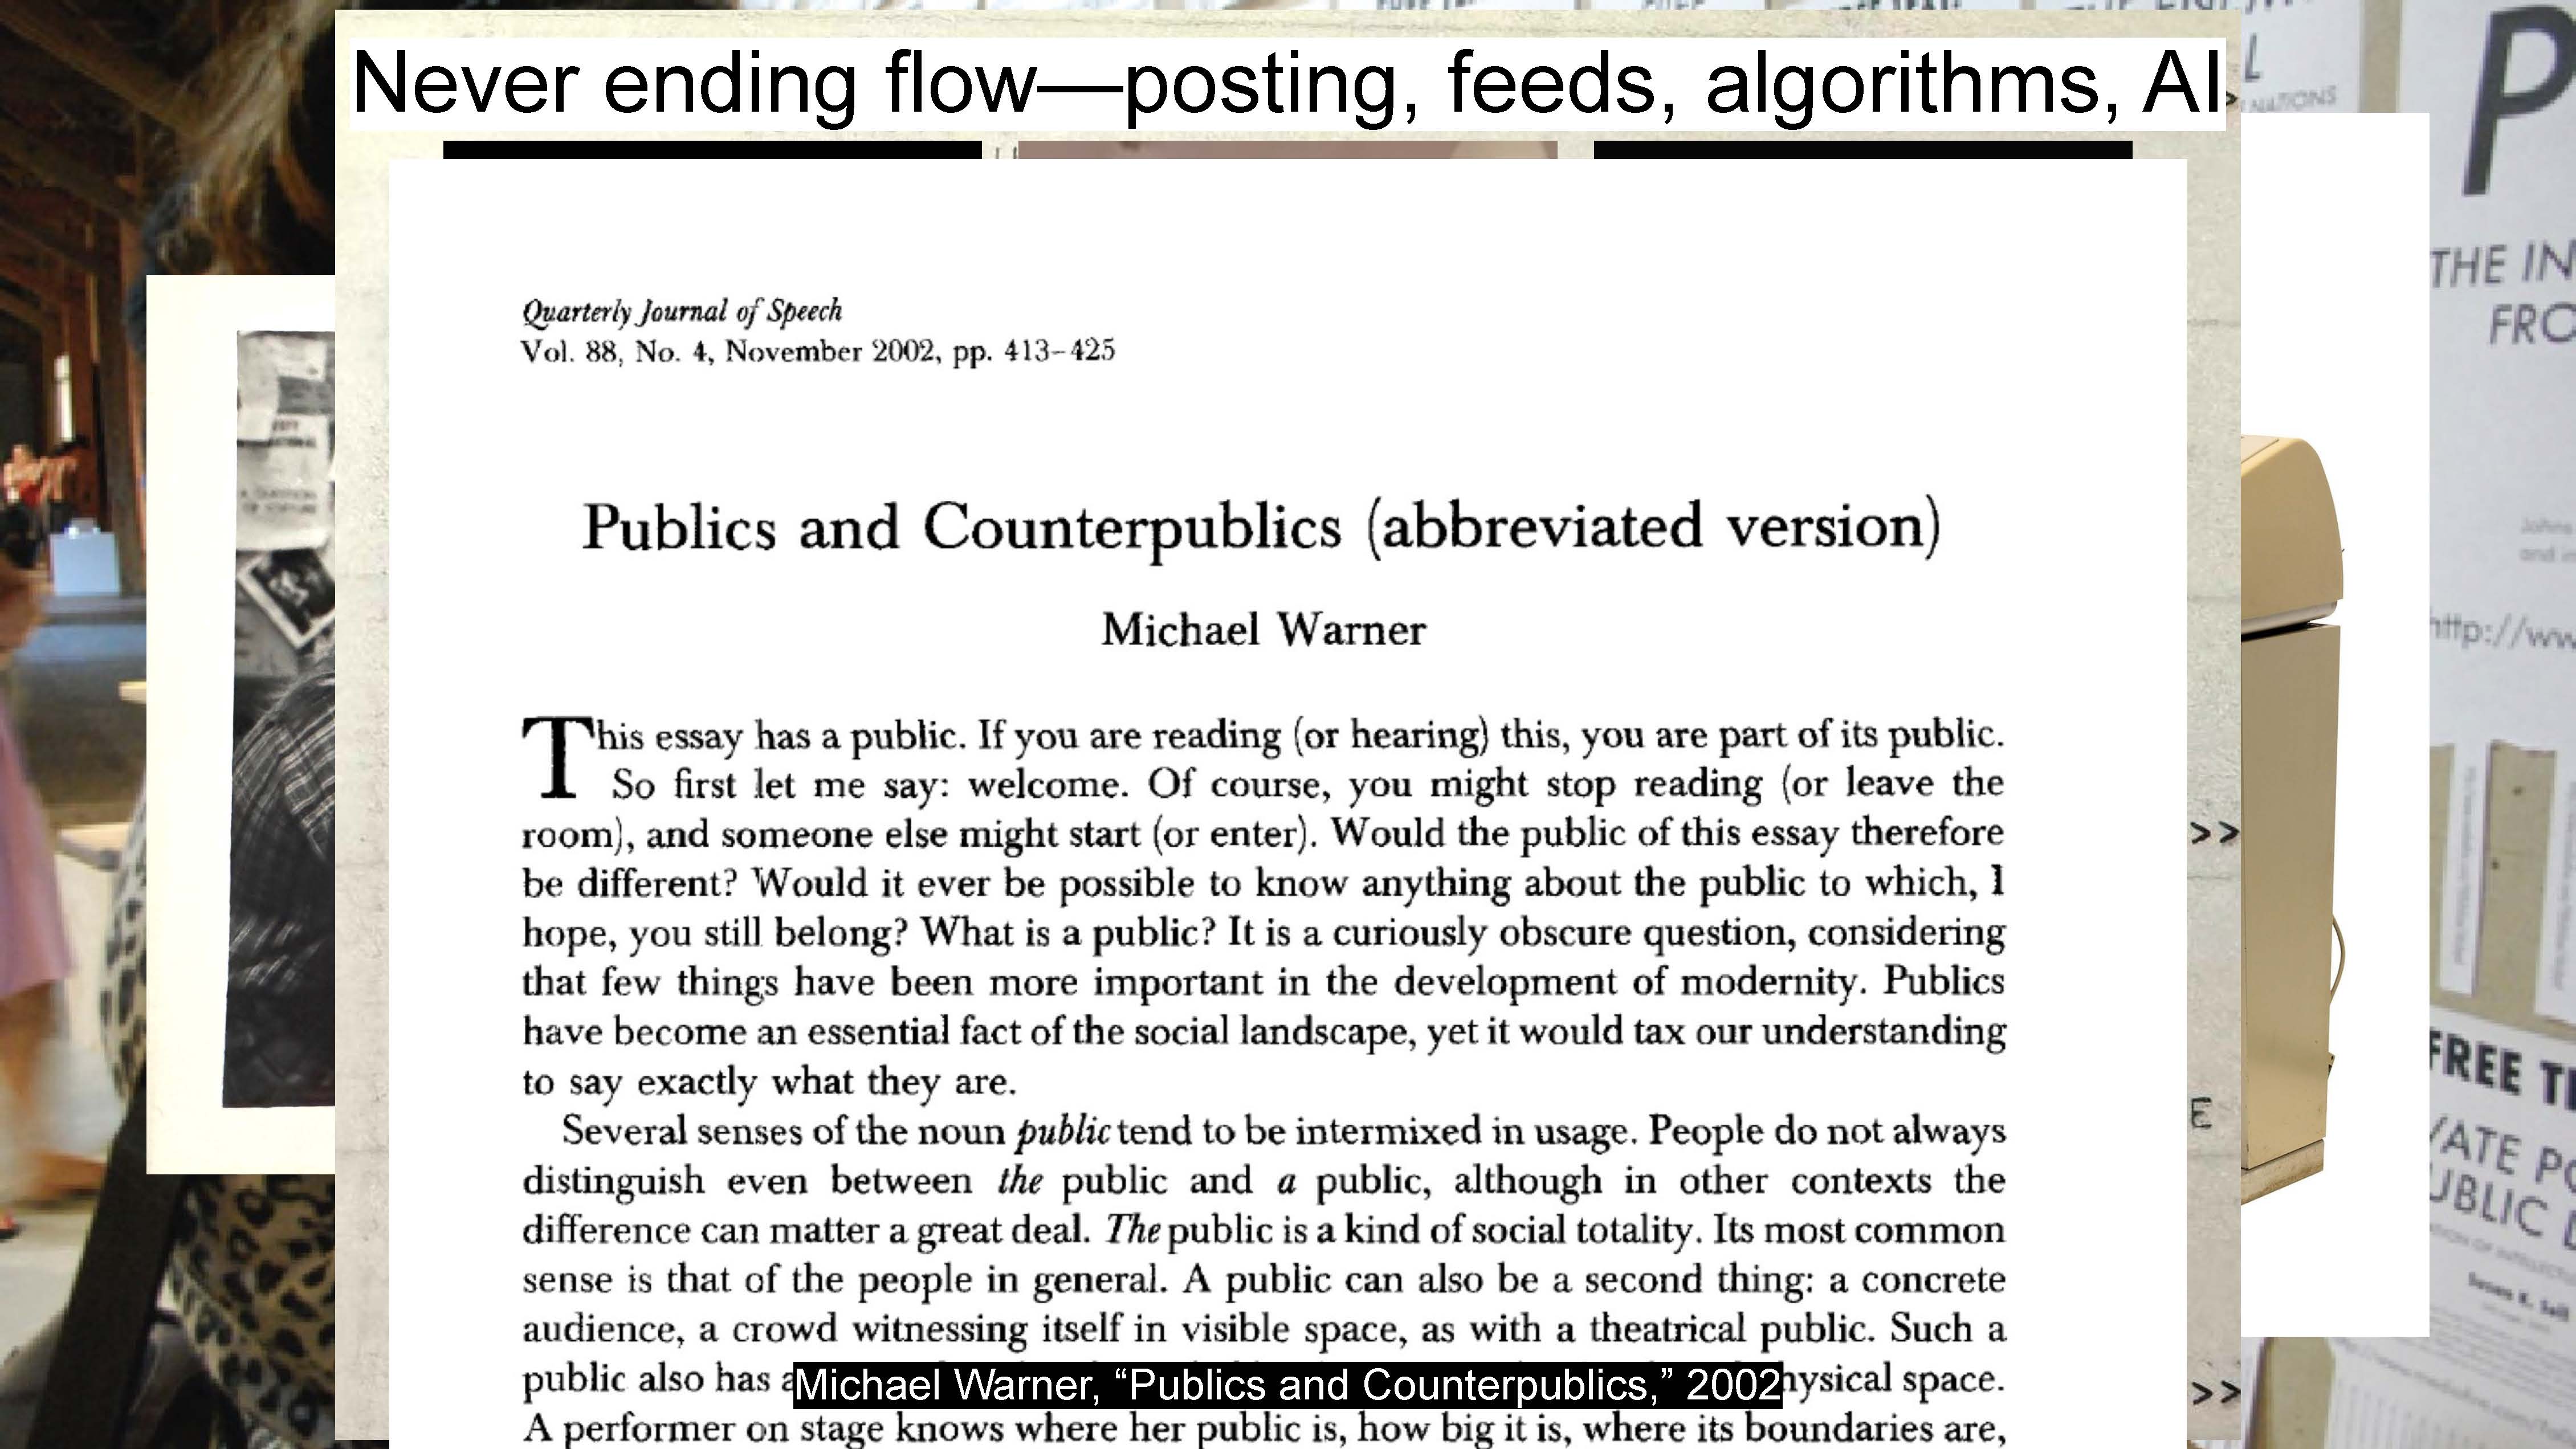 Never ending flow—posting, feeds, algorithms, AI
L
NATIONS
P
THE IN
FRO
Quarterly Journal of Speech
Vol. 88, No. 4, November 2002, pp. 413–425
Publics and Counterpublics (abbreviated version)
Michael Warner
http://ww
This essay has a public. If you are reading (or hearing) this, you are part of its public.
So first let me say: welcome. Of course, you might stop reading (or leave the
room), and someone else might start (or enter). Would the public of this essay therefore
be different? Would it ever be possible to know anything about the public to which, I
hope, you still belong? What is a public? It is a curiously obscure question, considering
that few things have been more important in the development of modernity. Publics
have become an essential fact of the social landscape, yet it would tax our understanding
to say exactly what they are.
Several senses of the noun public tend to be intermixed in usage. People do not always
distinguish even between the public and a public, although in other contexts the
difference can matter a great deal. The public is a kind of social totality. Its most common
sense is that of the people in general. A public can also be a second thing: a concrete
audience, a crowd witnessing itself in visible space, as with a theatrical public. Such a
public also has a
hysical space.
Michael Warner, “Publics and Counterpublics,” 2002
A performer on stage knows where her public is, how big it is, where its boundaries are,
>>
E
>>
FREE T
VATE PO
UBLIC
Susan K. Sell